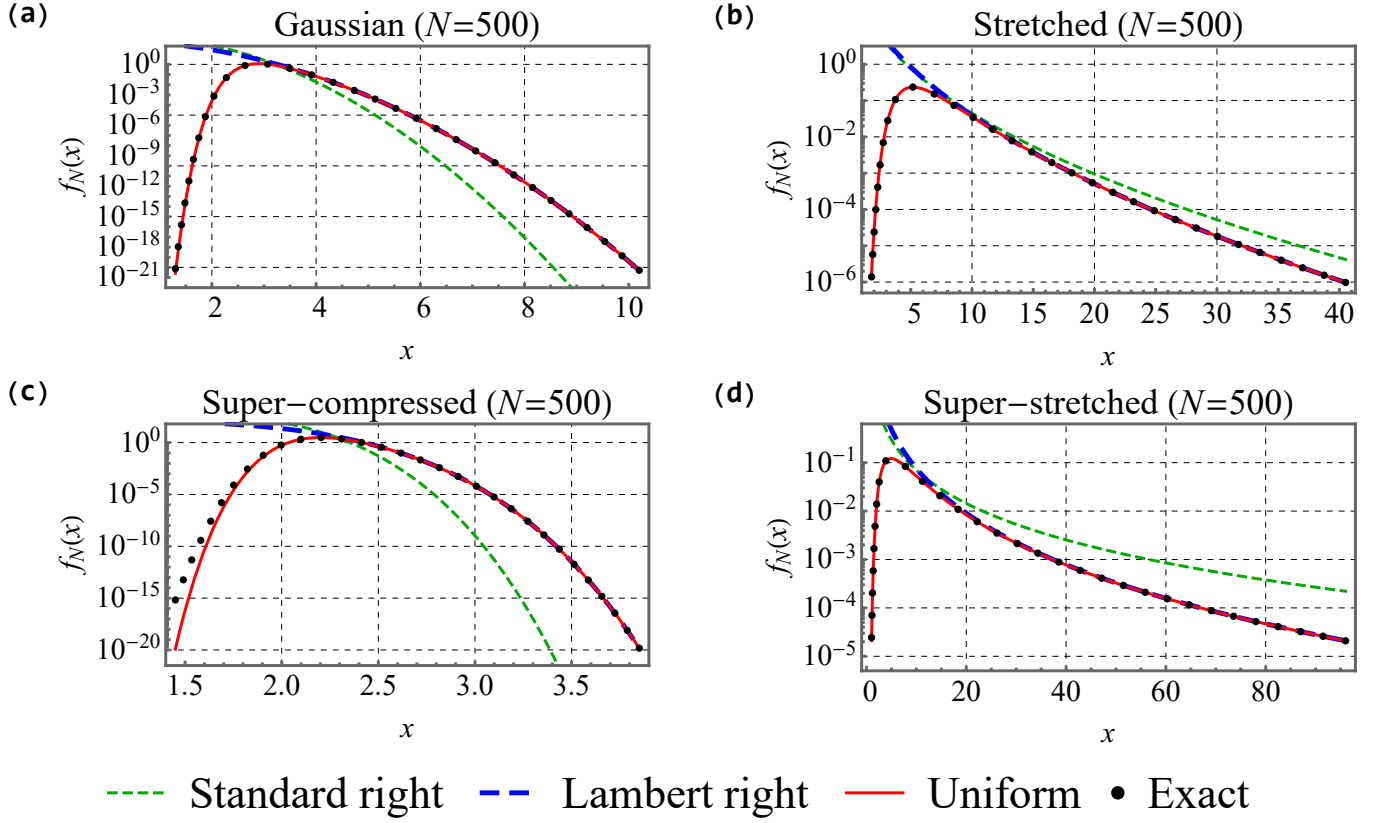 (a)
Gaussian (N=500)
f_N(x)
10^0
10^-3
10^-6
10^-9
10^-12
10^-15
10^-18
10^-21
2 4 6 8 10
x
(b)
Stretched (N=500)
f_N(x)
10^0
10^-2
10^-4
10^-6
5 10 15 20 25 30 35 40
x
(c)
Super-compressed (N=500)
f_N(x)
10^0
10^-5
10^-10
10^-15
10^-20
1.5 2.0 2.5 3.0 3.5
x
(d)
Super-stretched (N=500)
f_N(x)
10^-1
10^-2
10^-3
10^-4
10^-5
0 20 40 60 80
x
Standard right Lambert right Uniform Exact